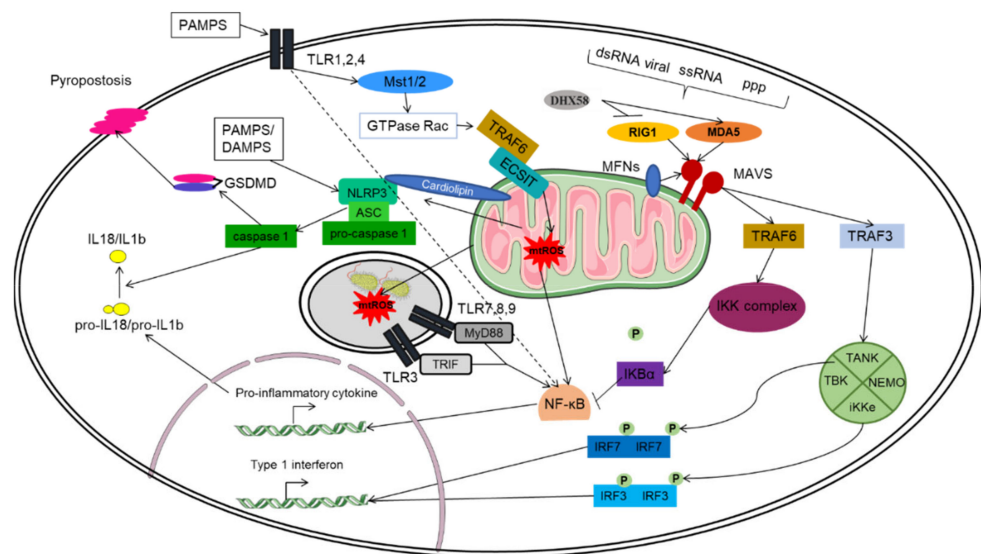 PAMPS
TLR1,2,4
dsRNA viral ssRNA ppp
Pyropostosis
Mst1/2
DHX58
GTPase Rac
TRAF6
RIG1
MDA5
PAMPS/
DAMPS
ECSIT
MFNs
MAVS
GSDMD
NLRP3
Cardiolipin
ASC
pro-caspase 1
caspase 1
IL18/IL1b
mtROS
TRAF6
TRAF3
mtROS
TLR7,8,9
IKK complex
pro-IL18/pro-IL1b
MyD88
P
TLR3
TRIF
IKBα
TANK
TBK
NEMO
iKKe
Pro-inflammatory cytokine
NF-κB
P
P
IRF7 IRF7
Type 1 interferon
P
P
IRF3 IRF3